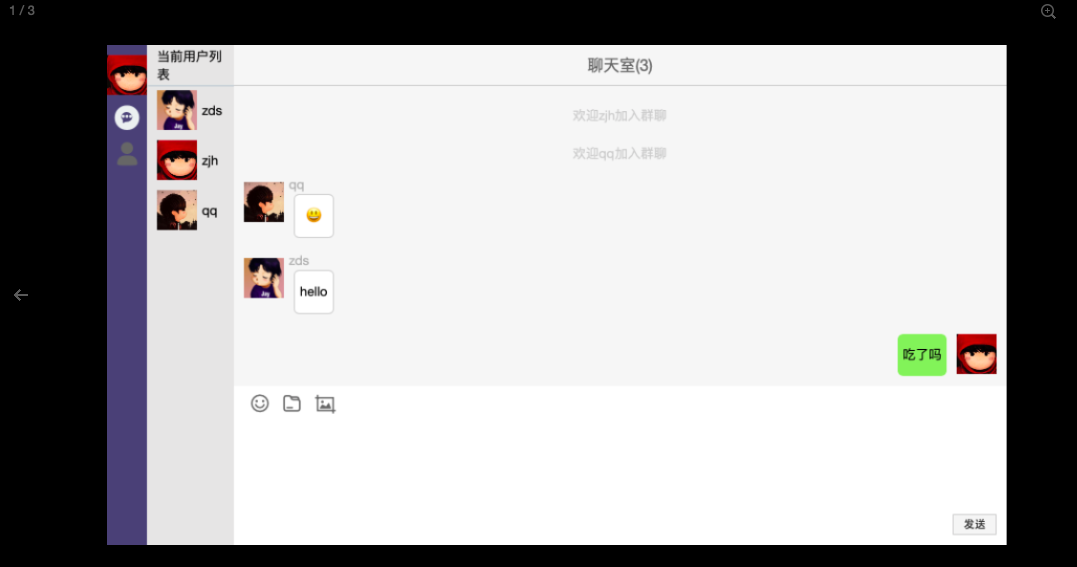 1 / 3
当前用户列
表
zds
zjh
qq
聊天室(3)
欢迎zjh加入群聊
欢迎qq加入群聊
qq
zds
hello
吃了吗
发送